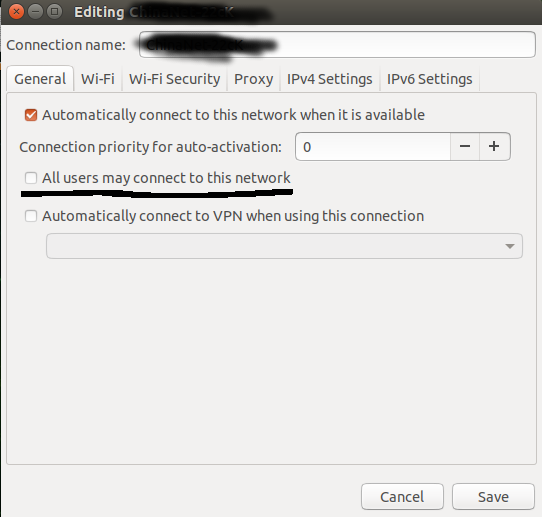 Editing
Connection name:
General Wi-Fi Wi-Fi Security Proxy IPv4 Settings IPv6 Settings
Automatically connect to this network when it is available
Connection priority for auto-activation: 0 − +
All users may connect to this network
Automatically connect to VPN when using this connection
Cancel Save